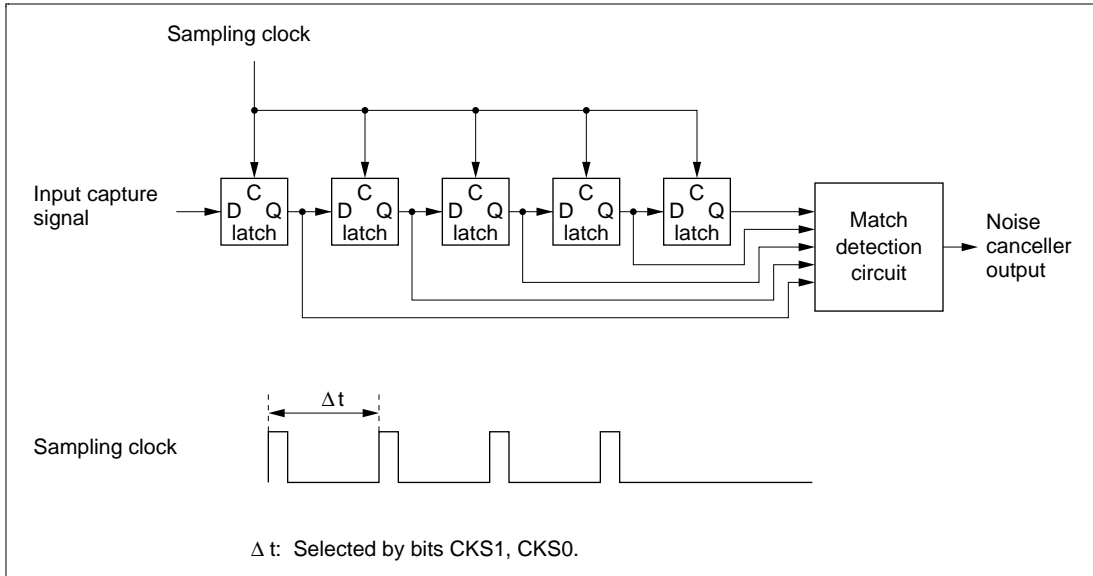 Sampling clock
Input capture
signal
C
D Q
latch
C
D Q
latch
C
D Q
latch
C
D Q
latch
C
D Q
latch
Match
detection
circuit
Noise
canceller
output
Δ t
Sampling clock
Δ t: Selected by bits CKS1, CKS0.